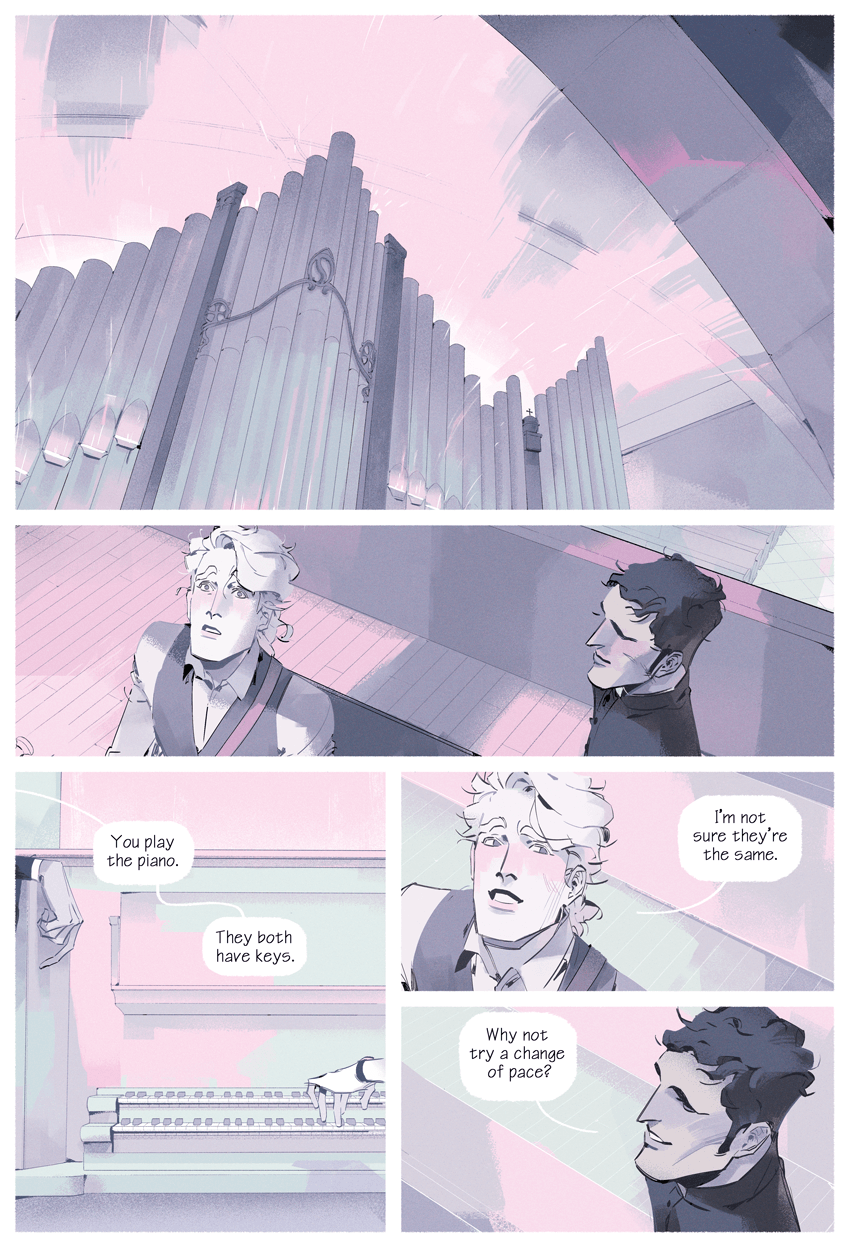 You play
the piano.
They both
have keys.
I'm not
sure they're
the same.
Why not
try a change
of pace?